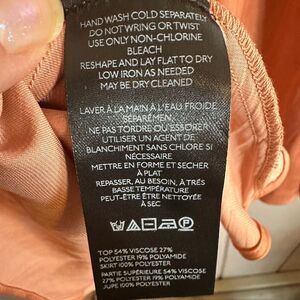 HAND WASH COLD SEPARATELY
DO NOT WRING OR TWIST
USE ONLY NON-CHLORINE
BLEACH
RESHAPE AND LAY FLAT TO DRY
LOW IRON AS NEEDED
MAY BE DRY CLEANED
LAVER À LA MAIN À L'EAU FROIDE
SÉPARÉMEN
NE PAS TORDRE OU ESSORER
UTILISER UN AGENT DE
BLANCHIMENT SANS CHLORE SI
NÉCESSAIRE
METTRE EN FORME ET SECHER
À PLAT
REPASSER, AU BESOIN, À TRÈS
BASSE TEMPÉRATURE
PEUT-ÊTRE ÊTRE NETTOYÉE
À SEC
TOP 54% VISCOSE 27%
POLYESTER 19% POLYAMIDE
SKIRT 100% POLYESTER
PARTIE SUPÉRIEURE 54% VISCOSE
27% POLYESTER 19% POLYAMIDE
JUPE 100% POLYESTER